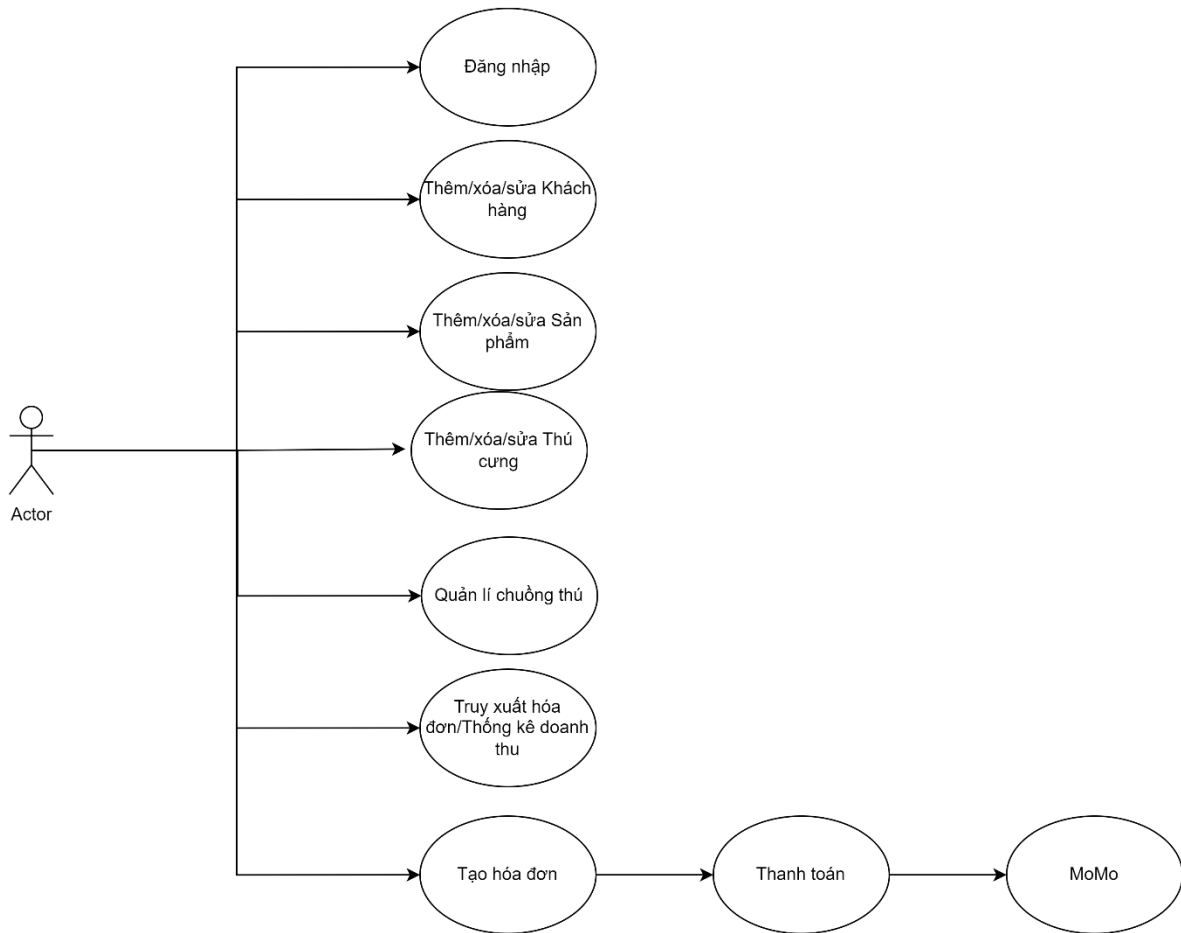 Đăng nhập
Thêm/xóa/sửa Khách
hàng
Thêm/xóa/sửa Sản
phẩm
Thêm/xóa/sửa Thú
cưng
Actor
Quản lí chuồng thú
Truy xuất hóa
đơn/Thống kê doanh
thu
Tạo hóa đơn
Thanh toán
MoMo